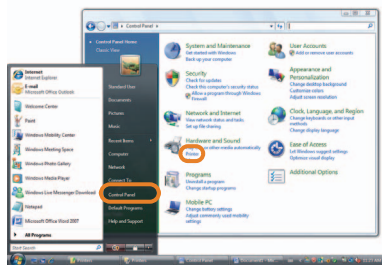 Control Panel
Control Panel Home
Classic View
System and Maintenance
Get started with Windows
Back up your computer
Security
Check for updates
Check this computer's security status
Allow a program through Windows
Firewall
Network and Internet
View network status and tasks
Set up file sharing
Hardware and Sound
other media automatically
Printer
Programs
Uninstall a program
Change startup programs
Mobile PC
Change battery settings
Adjust commonly used mobility
settings
User Accounts
Add or remove user accounts
Appearance and
Personalization
Change desktop background
Customize colors
Adjust screen resolution
Clock, Language, and Region
Change keyboards or other input
methods
Change display language
Ease of Access
Let Windows suggest settings
Optimize visual display
Additional Options
Internet
Internet Explorer
E-mail
Microsoft Office Outlook
Welcome Center
Paint
Windows Mobility Center
Windows Meeting Space
Windows Photo Gallery
Windows Media Player
Windows Live Messenger Download
Notepad
Microsoft Office Word 2007
All Programs
Start Search
Standard User
Documents
Pictures
Music
Recent Items
Computer
Network
Connect To
Control Panel
Default Programs
Help and Support
Control Panel
11:27 AM